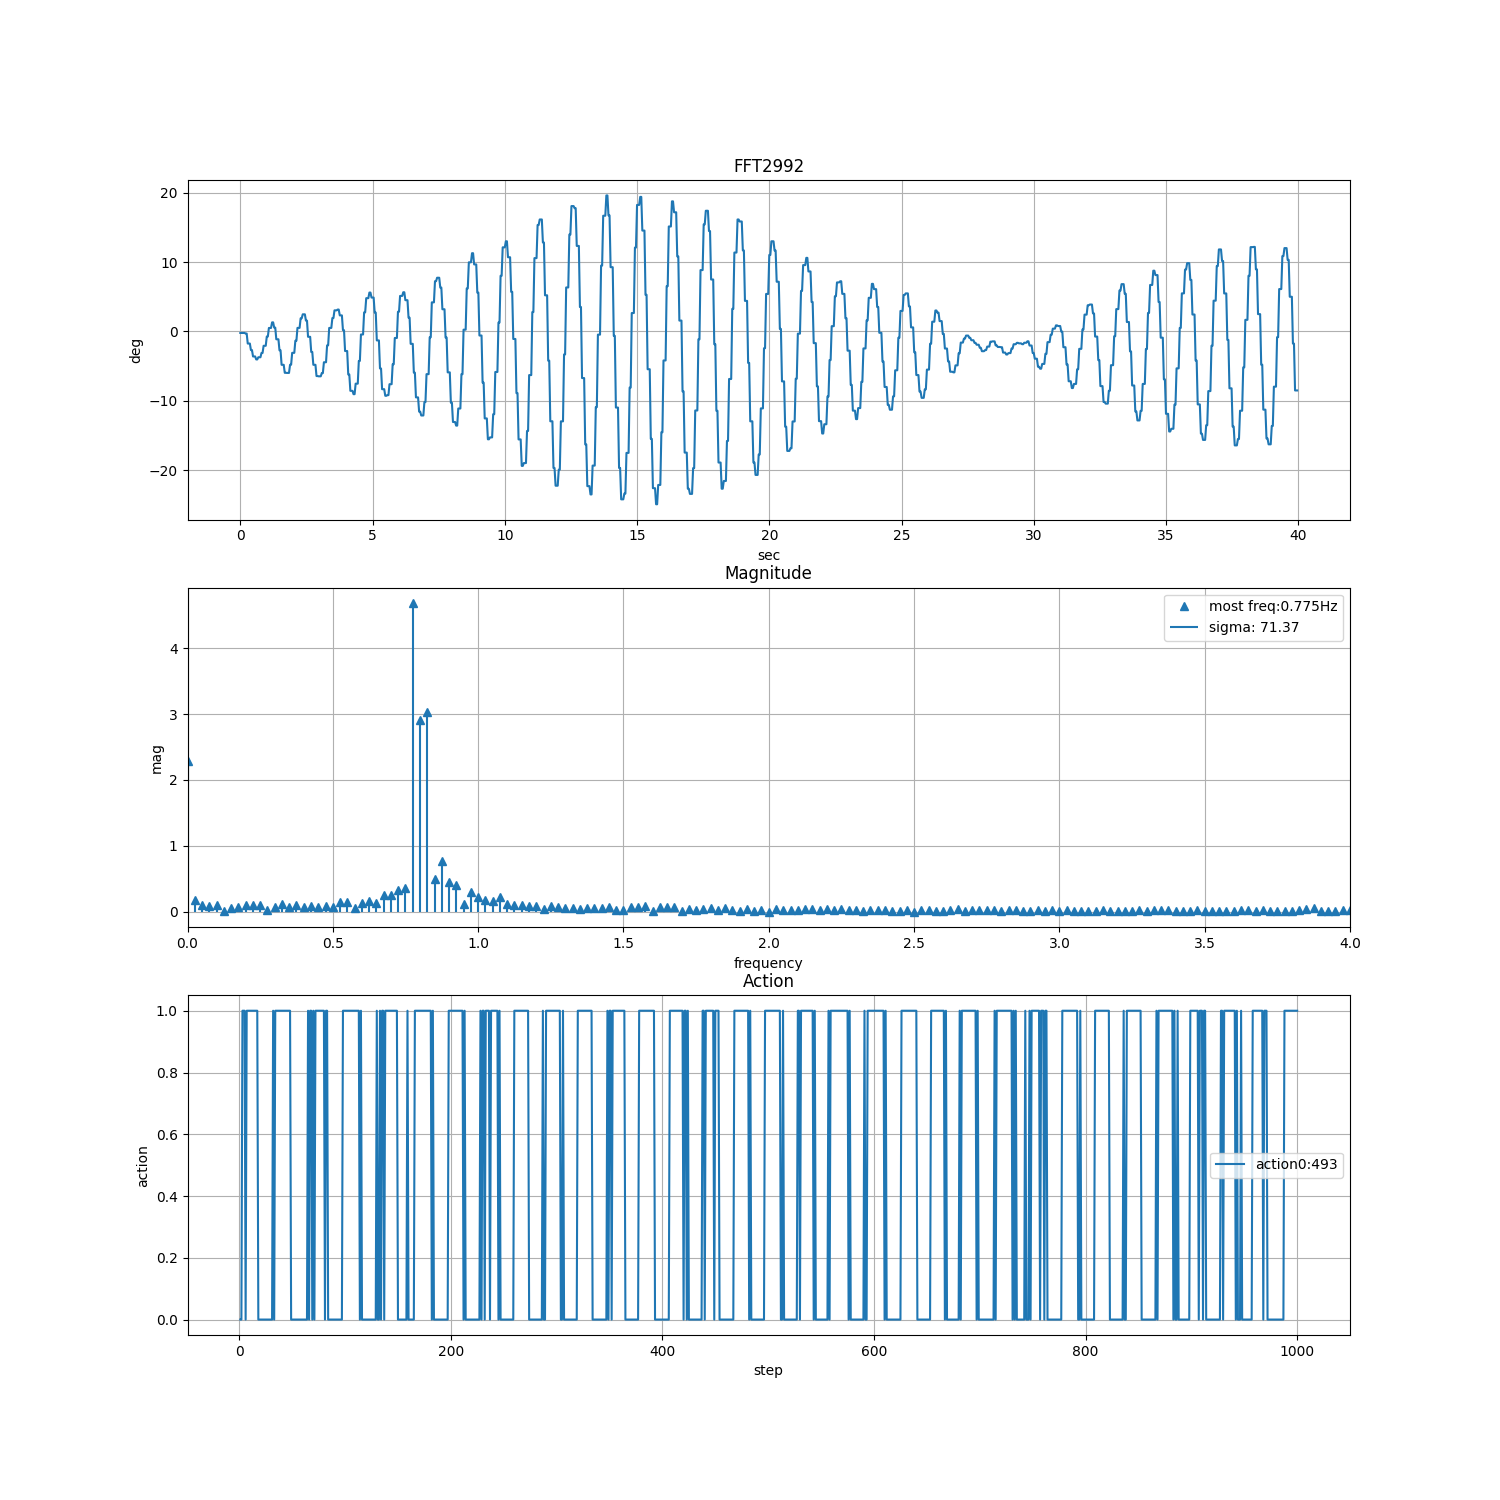 FFT2992
20
10
0
−10
−20
deg
0 5 10 15 20 25 30 35 40
sec
Magnitude
most freq:0.775Hz
sigma: 71.37
4
3
2
1
0
mag
0.0 0.5 1.0 1.5 2.0 2.5 3.0 3.5 4.0
frequency
Action
1.0
0.8
0.6
0.4
0.2
0.0
action
action0:493
0 200 400 600 800 1000
step